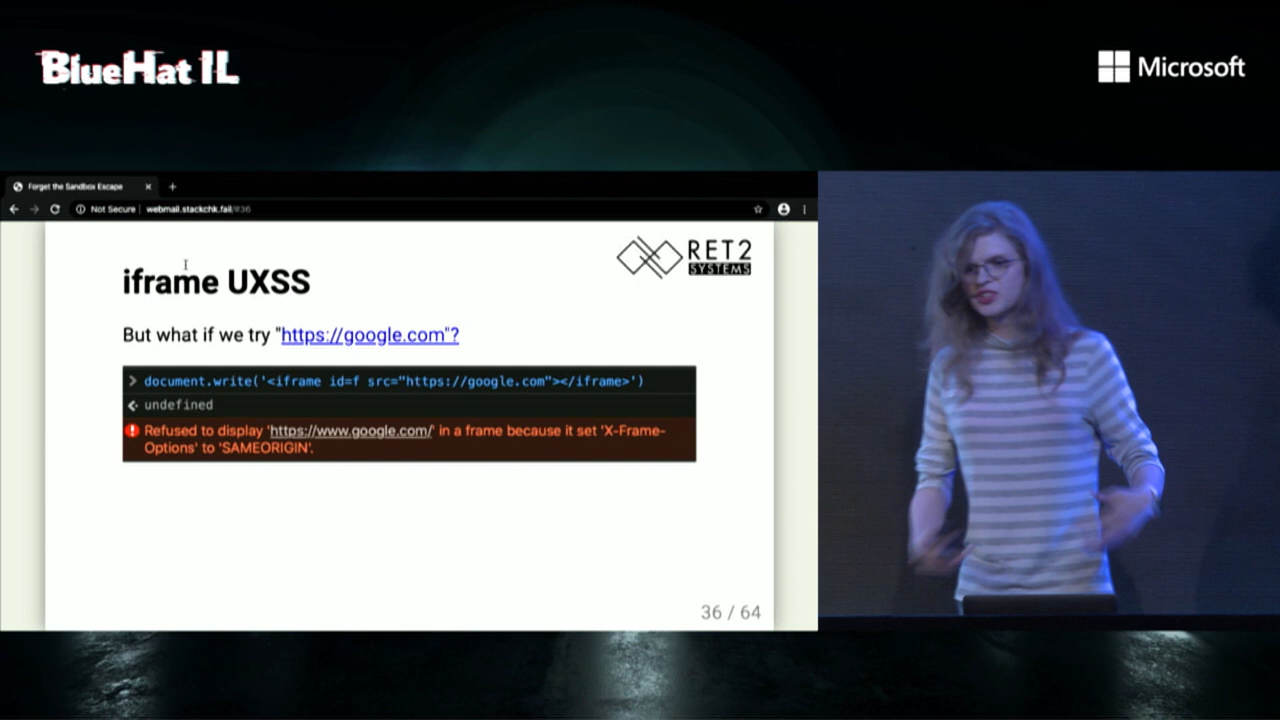 BlueHat IL
Microsoft
Forget the Sandbox Escape
Not Secure | webmail.stackchk.fail/#36
RET2
SYSTEMS
iframe UXSS
But what if we try "https://google.com"?
> document.write('<iframe id=f src="https://google.com"></iframe>')
undefined
Refused to display 'https://www.google.com/' in a frame because it set 'X-Frame-
Options' to 'SAMEORIGIN'.
36 / 64